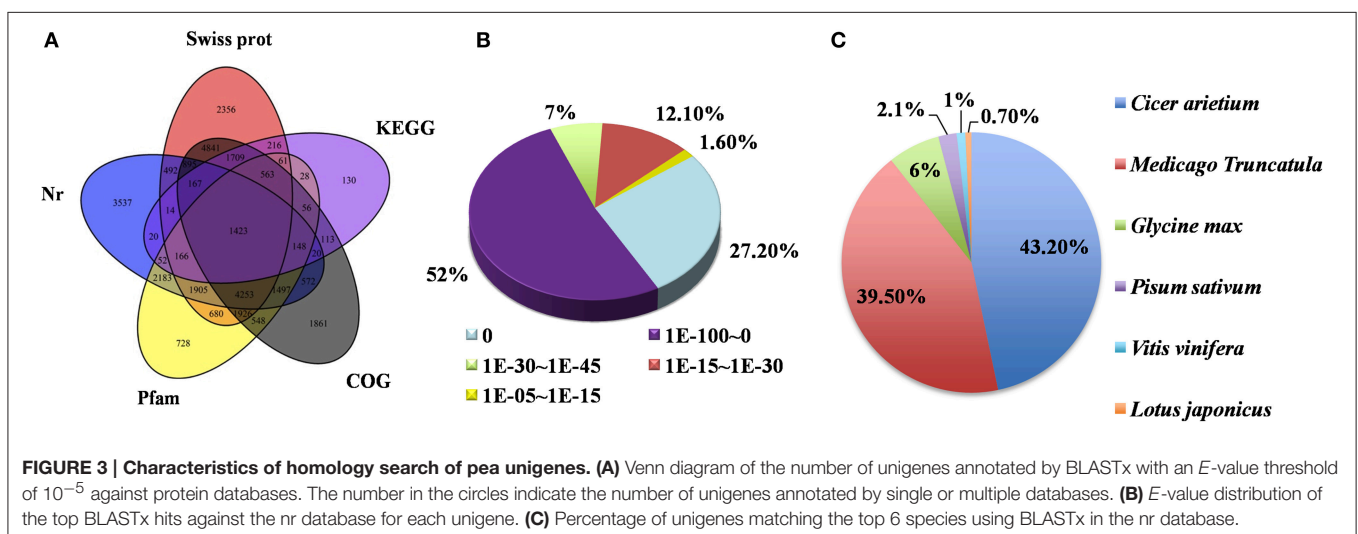 A
B
C
Swiss prot
KEGG
Nr
Pfam
COG
2356
4841
1709
216
61
28
130
492
895
167
563
56
3537
14
1423
148
113
20
20
52
166
572
2183
1905
4253
1497
680
1926
548
1861
728
7%
12.10%
1.60%
27.20%
52%
0
1E-100~0
1E-30~1E-45
1E-15~1E-30
1E-05~1E-15
2.1%
1%
0.70%
6%
43.20%
39.50%
Cicer arietium
Medicago Truncatula
Glycine max
Pisum sativum
Vitis vinifera
Lotus japonicus
FIGURE 3 | Characteristics of homology search of pea unigenes. (A) Venn diagram of the number of unigenes annotated by BLASTx with an E-value threshold
of 10−5 against protein databases. The number in the circles indicate the number of unigenes annotated by single or multiple databases. (B) E-value distribution of
the top BLASTx hits against the nr database for each unigene. (C) Percentage of unigenes matching the top 6 species using BLASTx in the nr database.